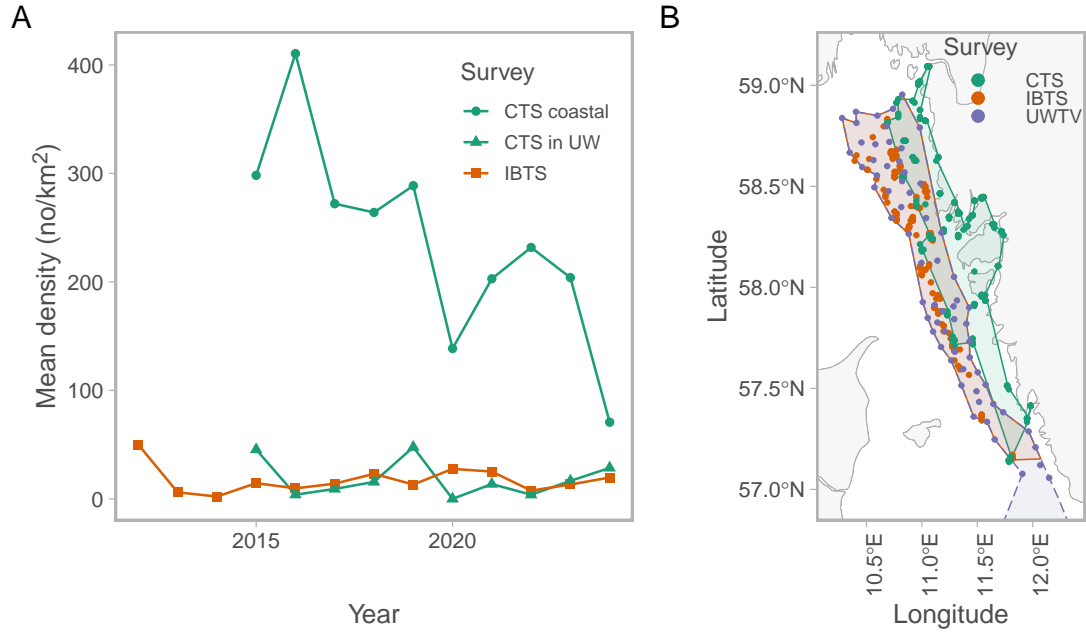 A
Mean density (no/km²)
400
300
200
100
0
2015
2020
Year
Survey
CTS coastal
CTS in UW
IBTS
B
Latitude
59.0°N
58.5°N
58.0°N
57.5°N
57.0°N
10.5°E
11.0°E
11.5°E
12.0°E
Longitude
Survey
CTS
IBTS
UWTV